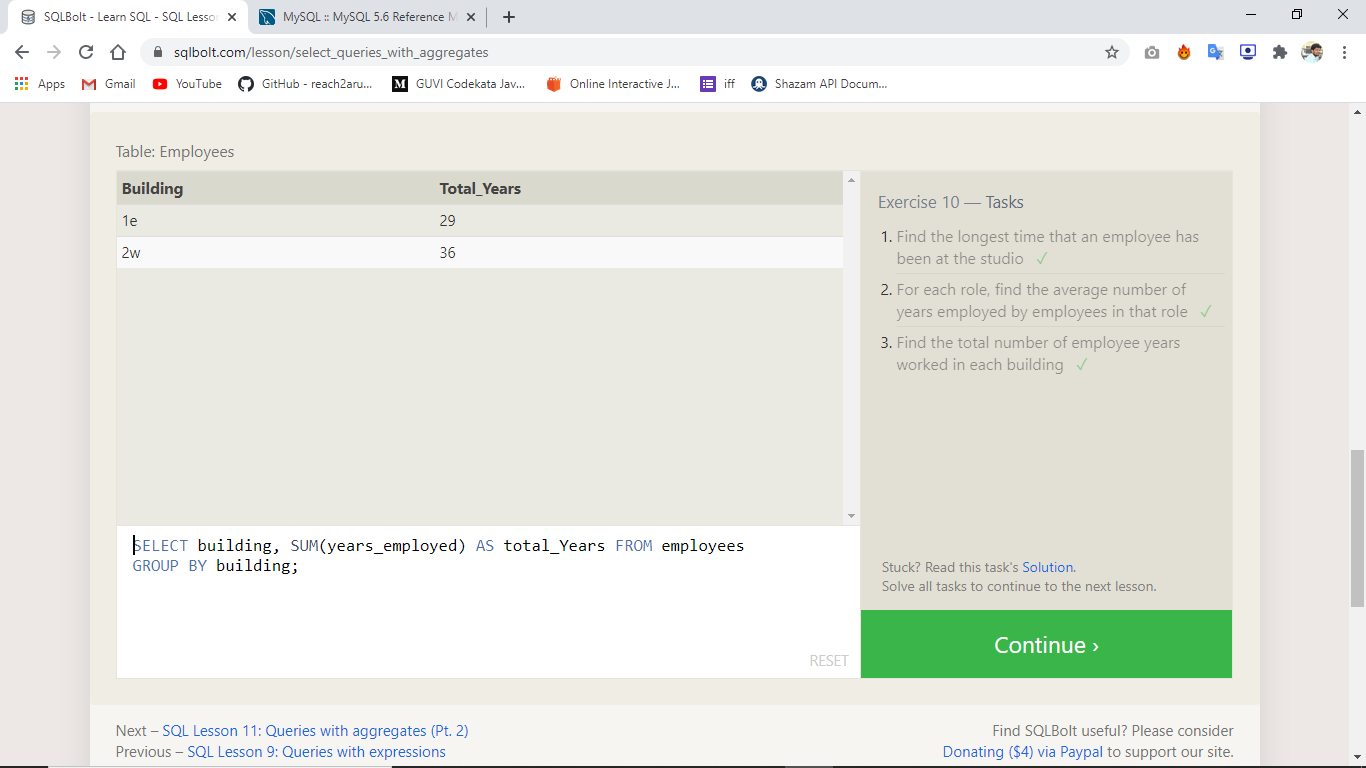 SQLBolt - Learn SQL - SQL Lesson
MySQL :: MySQL 5.6 Reference M
sqlbolt.com/lesson/select_queries_with_aggregates
Apps Gmail YouTube GitHub - reach2aru... GUVI Codekata Jav... Online Interactive J... iff Shazam API Docum...
Table: Employees
Building Total_Years
1e 29
2w 36
SELECT building, SUM(years_employed) AS total_Years FROM employees
GROUP BY building;
RESET
Exercise 10 — Tasks
1. Find the longest time that an employee has
been at the studio ✓
2. For each role, find the average number of
years employed by employees in that role ✓
3. Find the total number of employee years
worked in each building ✓
Stuck? Read this task's Solution.
Solve all tasks to continue to the next lesson.
Continue ›
Next – SQL Lesson 11: Queries with aggregates (Pt. 2)
Previous – SQL Lesson 9: Queries with expressions
Find SQLBolt useful? Please consider
Donating ($4) via Paypal to support our site.